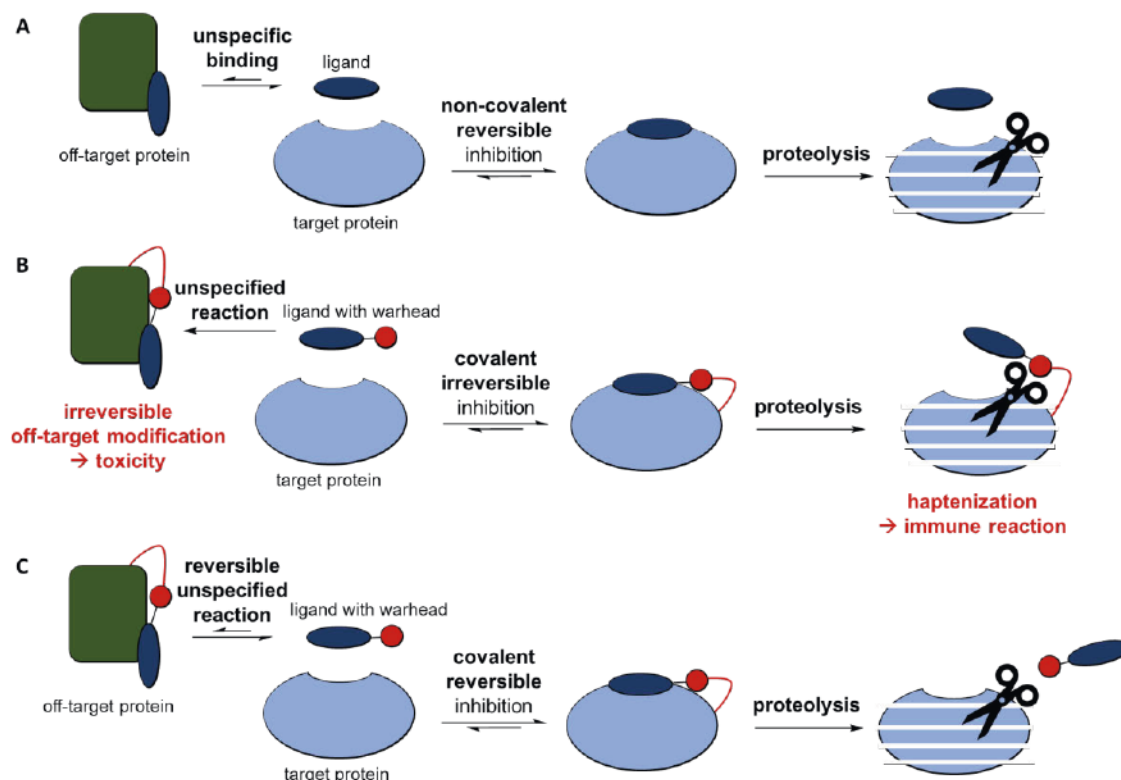 A
unspecific
binding
ligand
off-target protein
non-covalent
reversible
inhibition
target protein
proteolysis
B
unspecified
reaction
ligand with warhead
irreversible
off-target modification
→ toxicity
covalent
irreversible
inhibition
target protein
proteolysis
haptenization
→ immune reaction
C
reversible
unspecified
reaction
ligand with warhead
off-target protein
covalent
reversible
inhibition
target protein
proteolysis